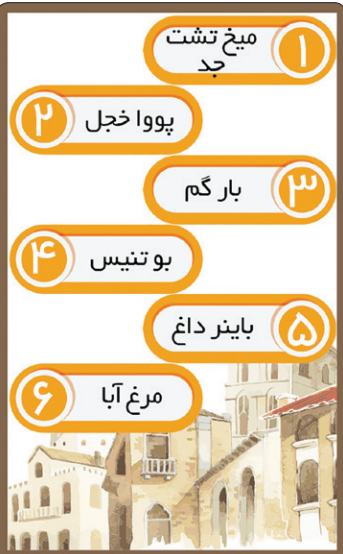 ۱
میخ تشت
جد
۲
پووا خجل
۳
بار گم
۴
بو تنیس
۵
باینر داغ
۶
مرغ آبا